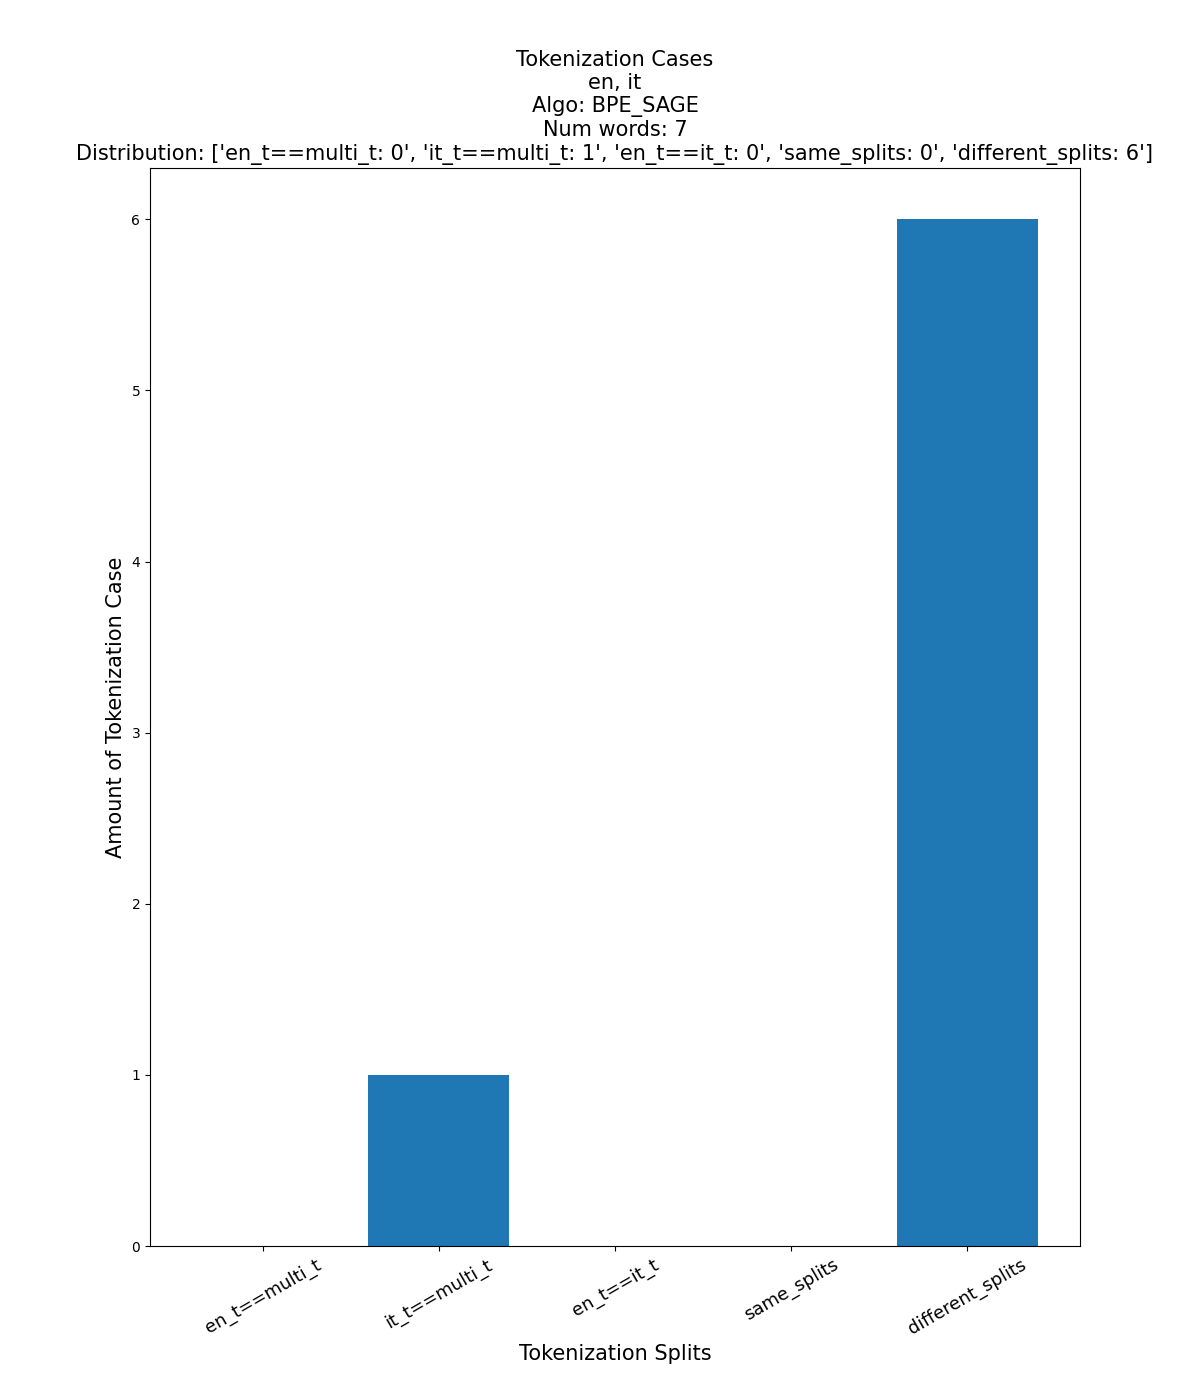 Tokenization Cases
en, it
Algo: BPE_SAGE
Num words: 7
Distribution: ['en_t==multi_t: 0', 'it_t==multi_t: 1', 'en_t==it_t: 0', 'same_splits: 0', 'different_splits: 6']
6
5
4
3
2
1
0
Amount of Tokenization Case
en_t==multi_t
it_t==multi_t
en_t==it_t
same_splits
different_splits
Tokenization Splits